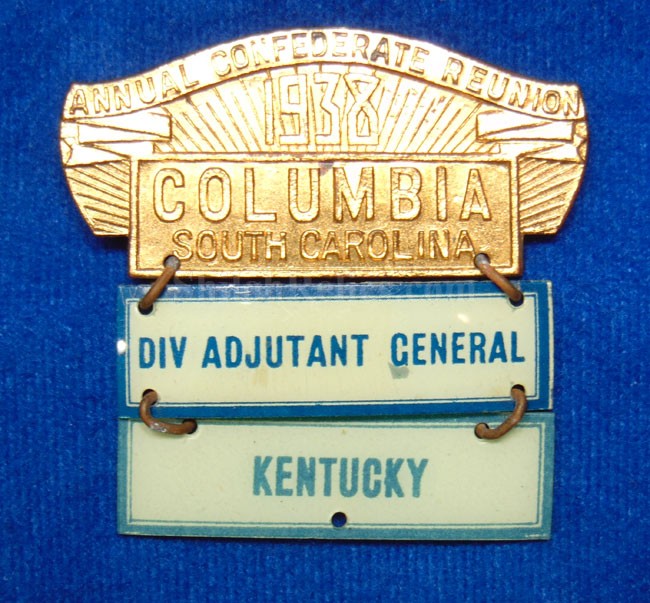 ANNUAL CONFEDERATE REUNION
1938
COLUMBIA
SOUTH CAROLINA
DIV ADJUTANT GENERAL
KENTUCKY